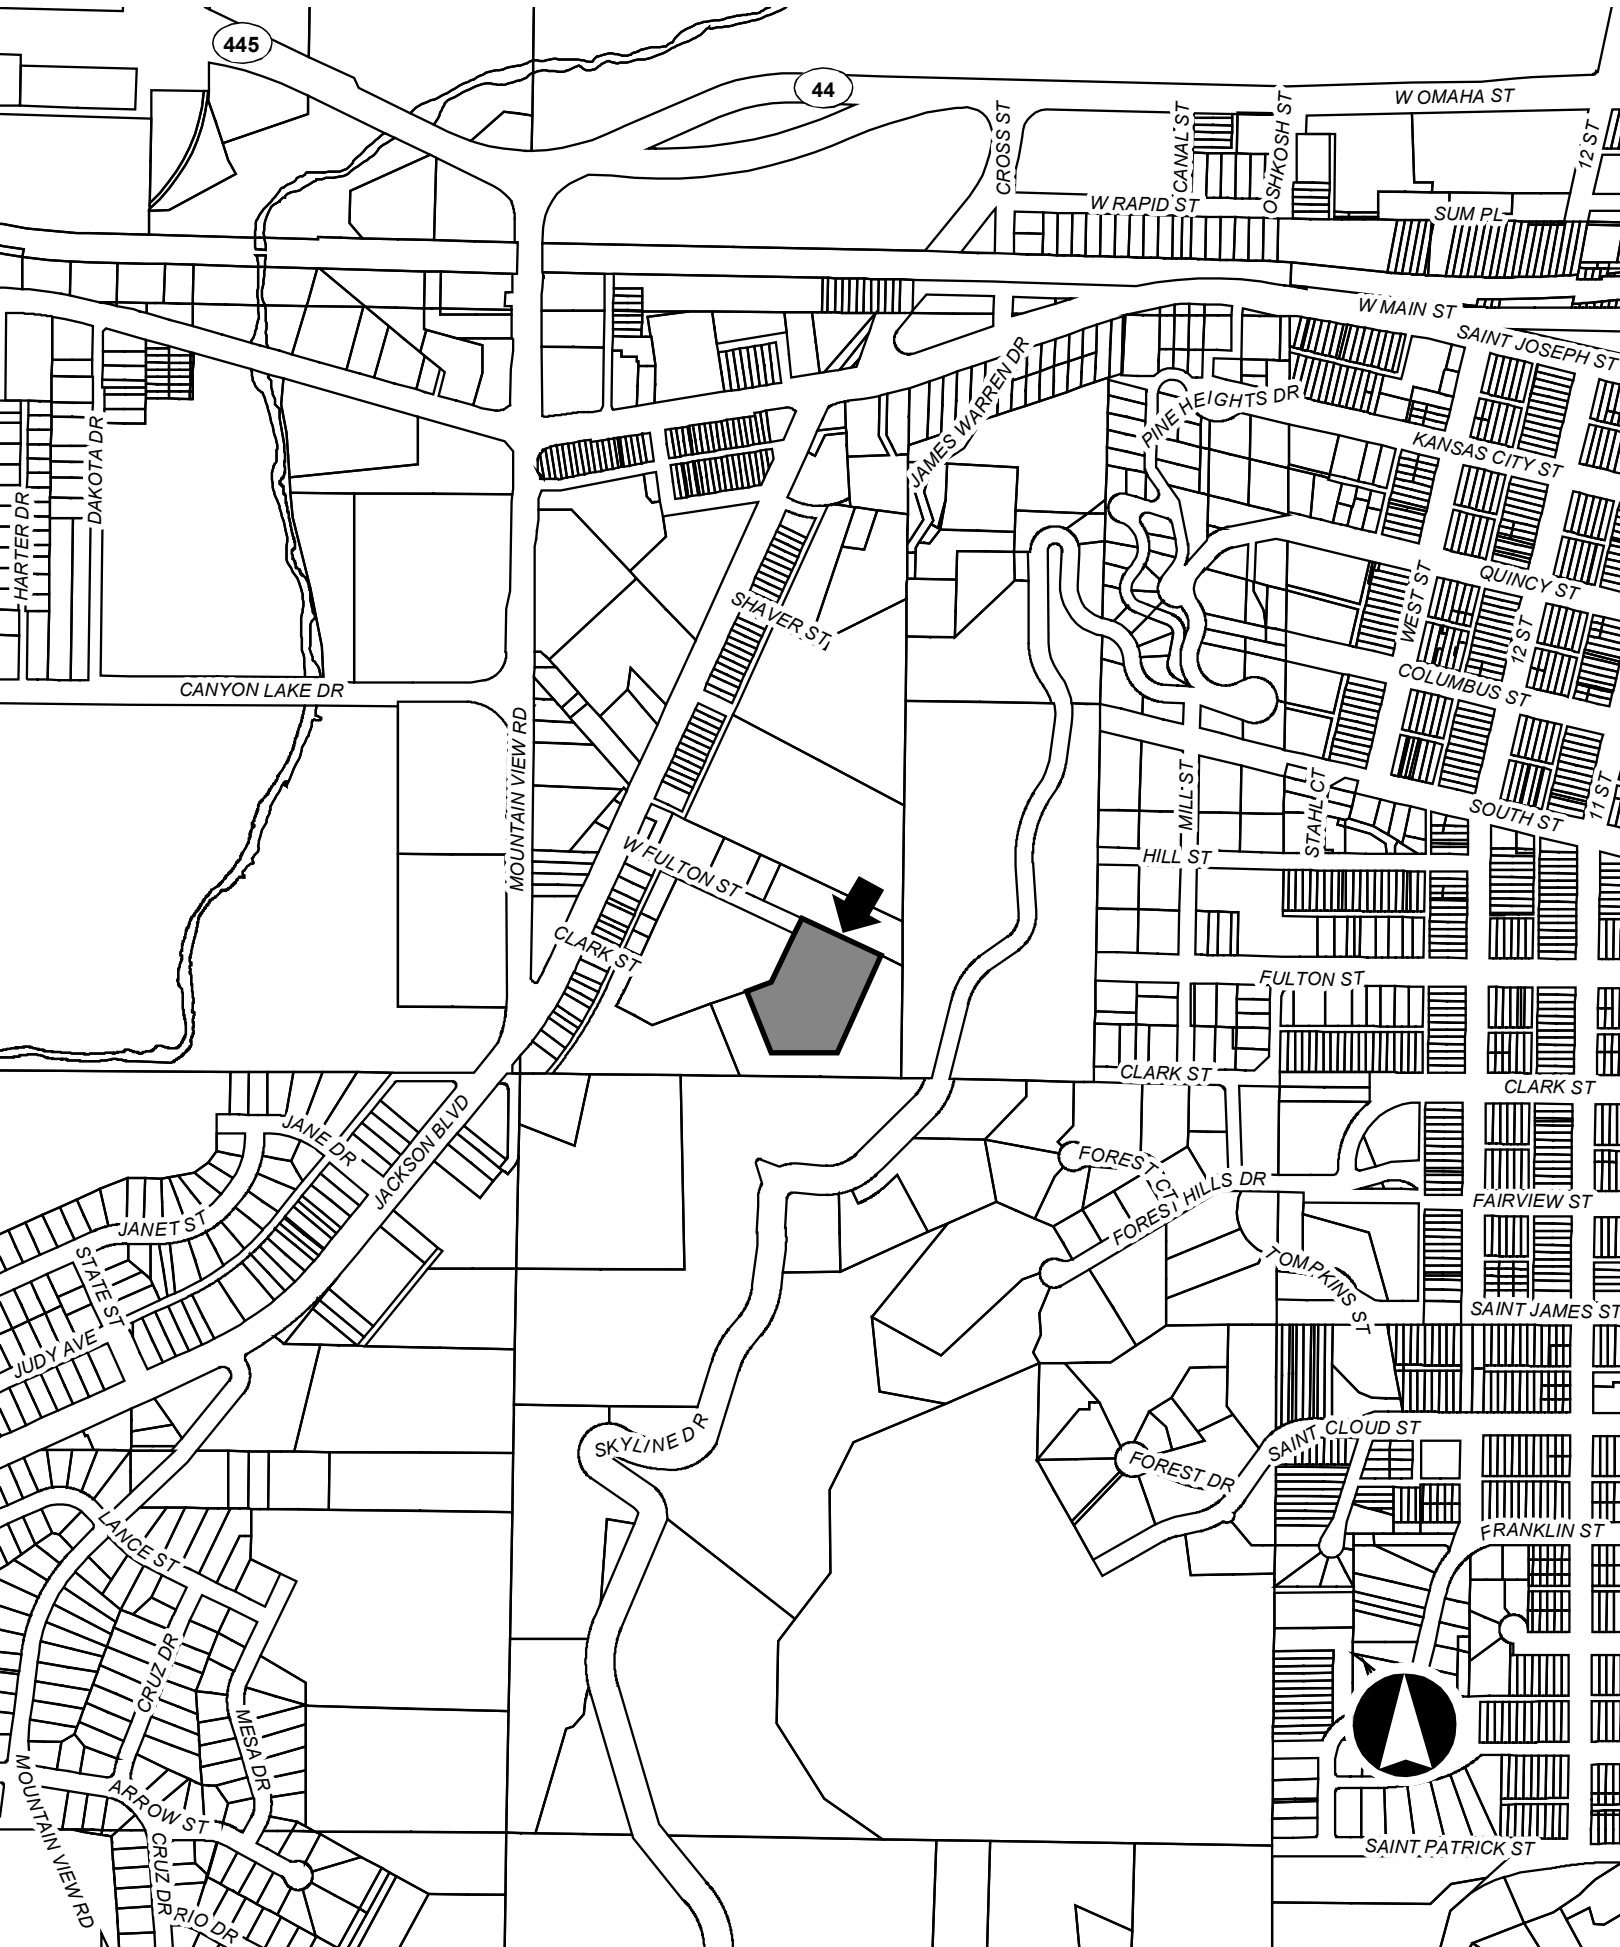 445
44
W OMAHA ST
CROSS ST
CANAL ST
OSHKOSH ST
12 ST
W RAPID ST
SUM PL
W MAIN ST
SAINT JOSEPH ST
JAMES WARREN DR
PINE HEIGHTS DR
KANSAS CITY ST
DAKOTA DR
HARTER DR
QUINCY ST
WEST ST
SHAVER ST
12 ST
CANYON LAKE DR
COLUMBUS ST
MOUNTAIN VIEW RD
MILL ST
STAHL CT
11 ST
SOUTH ST
W FULTON ST
HILL ST
CLARK ST
FULTON ST
CLARK ST
CLARK ST
JANE DR
JACKSON BLVD
FOREST CT
FOREST HILLS DR
FAIRVIEW ST
JANET ST
STATE ST
TOMPKINS ST
SAINT JAMES ST
JUDY AVE
SKYLINE DR
SAINT CLOUD ST
FOREST DR
LANCE ST
FRANKLIN ST
CRUZ DR
MESA DR
MOUNTAIN VIEW RD
ARROW ST
CRUZ DR
SAINT PATRICK ST
RIO DR